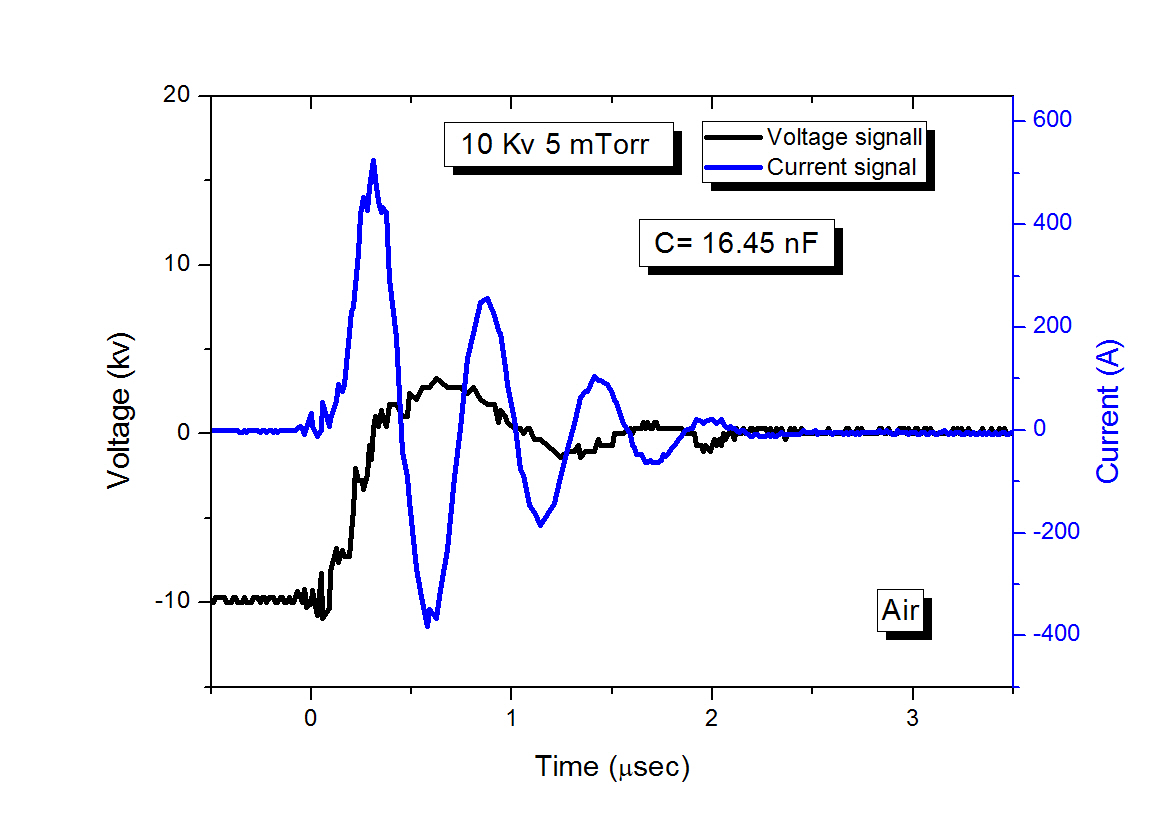 20
10
0
-10
Voltage (kv)
10 Kv 5 mTorr
Voltage signall
Current signal
C= 16.45 nF
Air
600
400
200
0
-200
-400
Current (A)
0 1 2 3
Time (μsec)